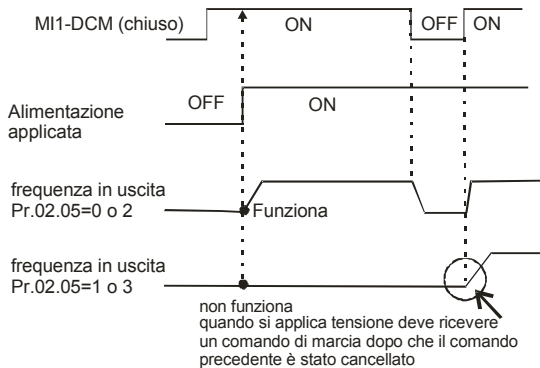 MI1-DCM (chiuso)
ON
OFF
ON
Alimentazione
applicata
OFF
ON
frequenza in uscita
Pr.02.05=0 o 2
Funziona
frequenza in uscita
Pr.02.05=1 o 3
non funziona
quando si applica tensione deve ricevere
un comando di marcia dopo che il comando
precedente è stato cancellato